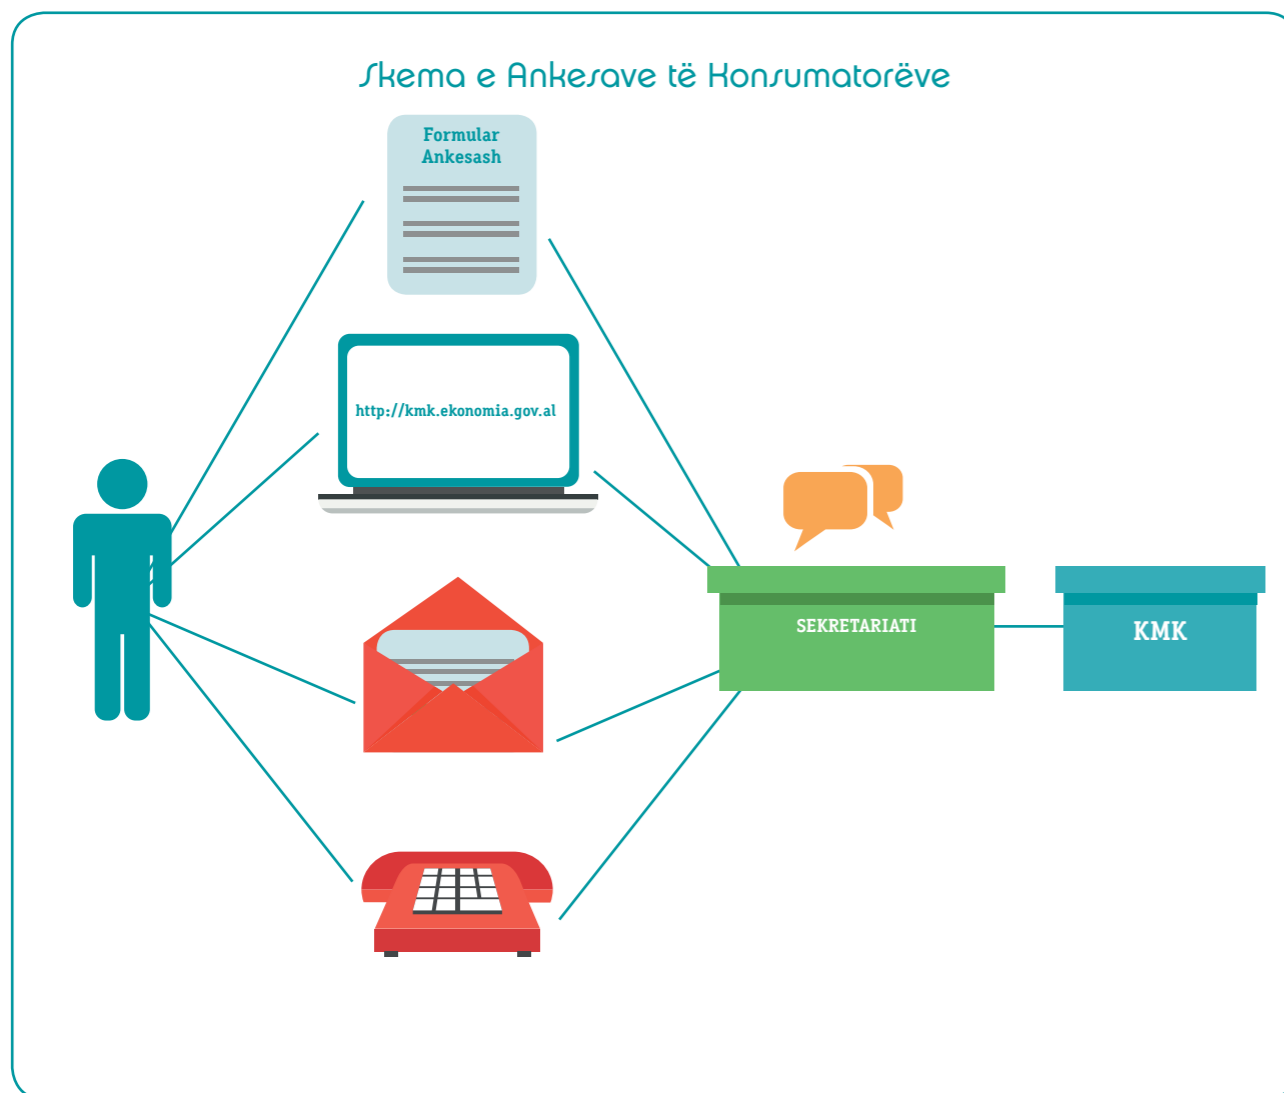 Skema e Ankesave të Konsumatorëve
Formular
Ankesash
http://kmk.ekonomia.gov.al
SEKRETARIATI
KMK